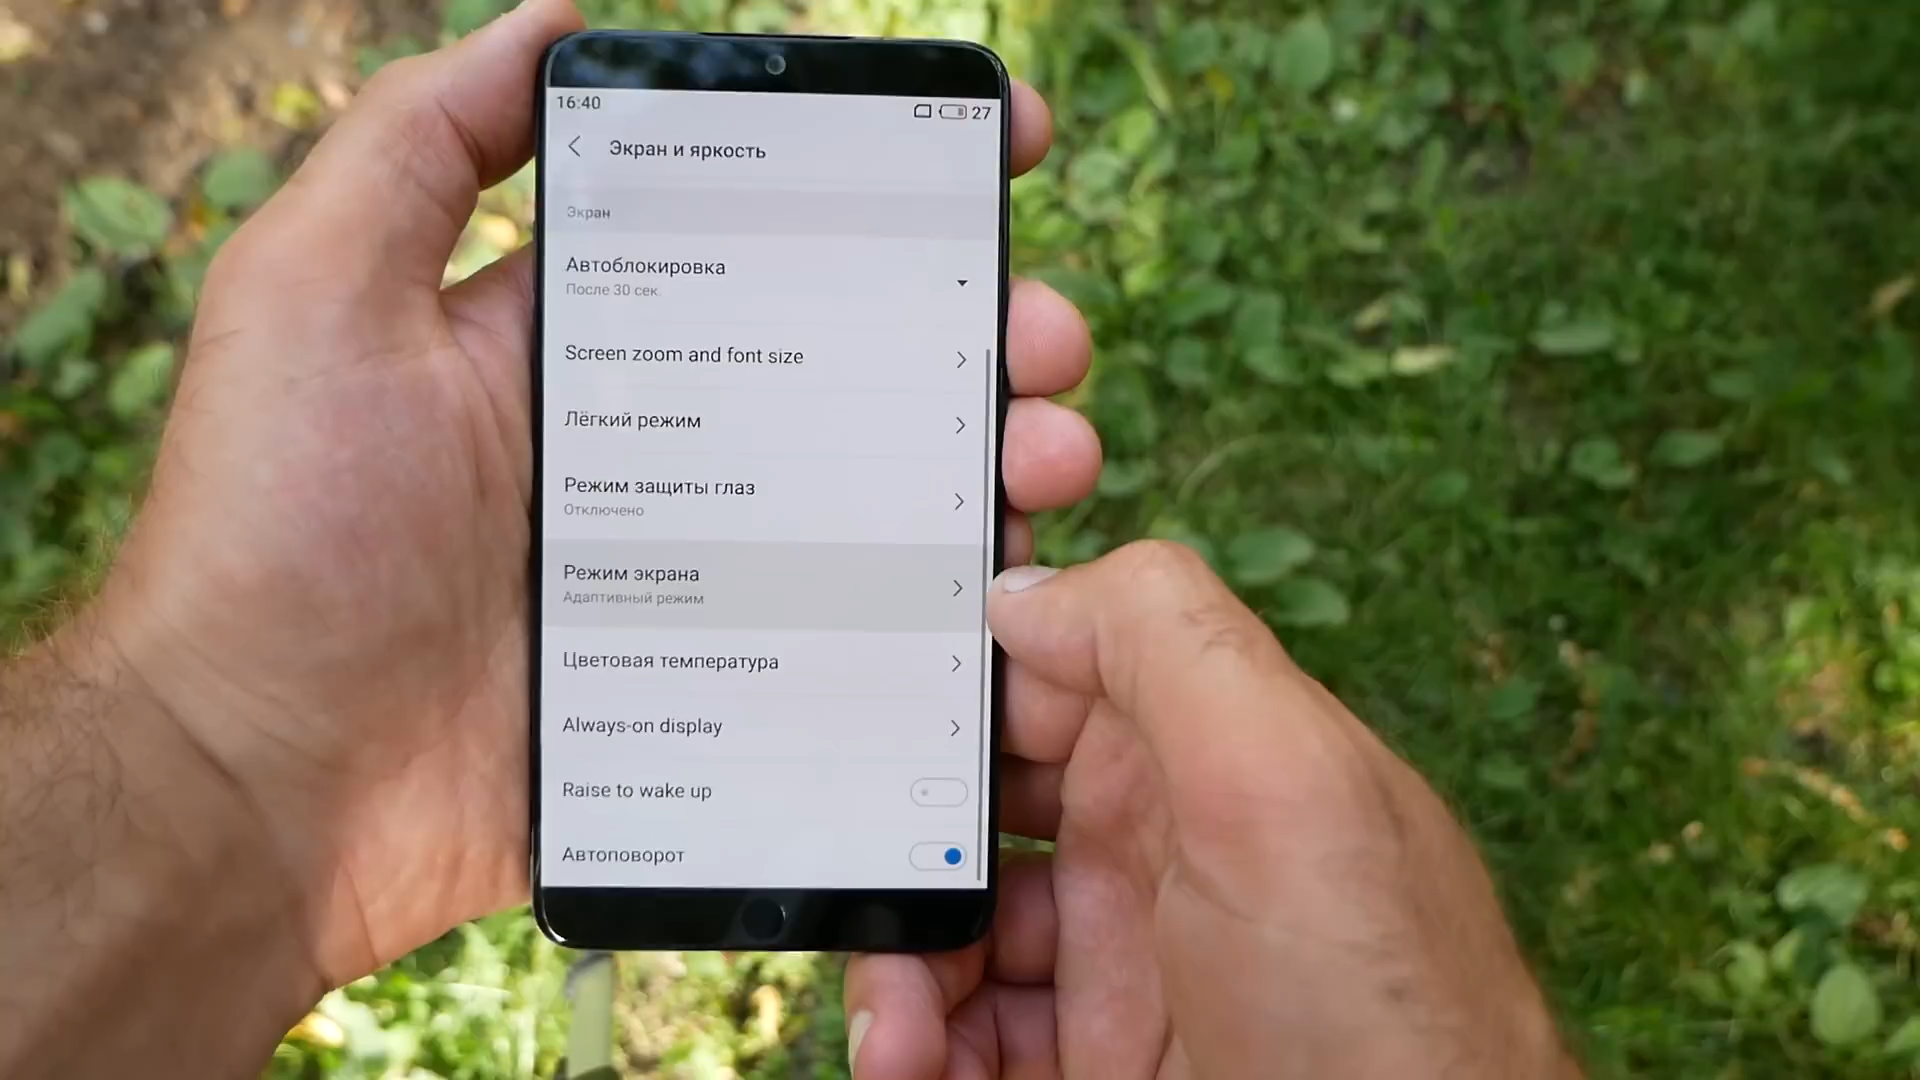 16:40
27
Экран и яркость
Экран
Автоблокировка
После 30 сек.
Screen zoom and font size
Лёгкий режим
Режим защиты глаз
Отключено
Режим экрана
Адаптивный режим
Цветовая температура
Always-on display
Raise to wake up
Автоповорот